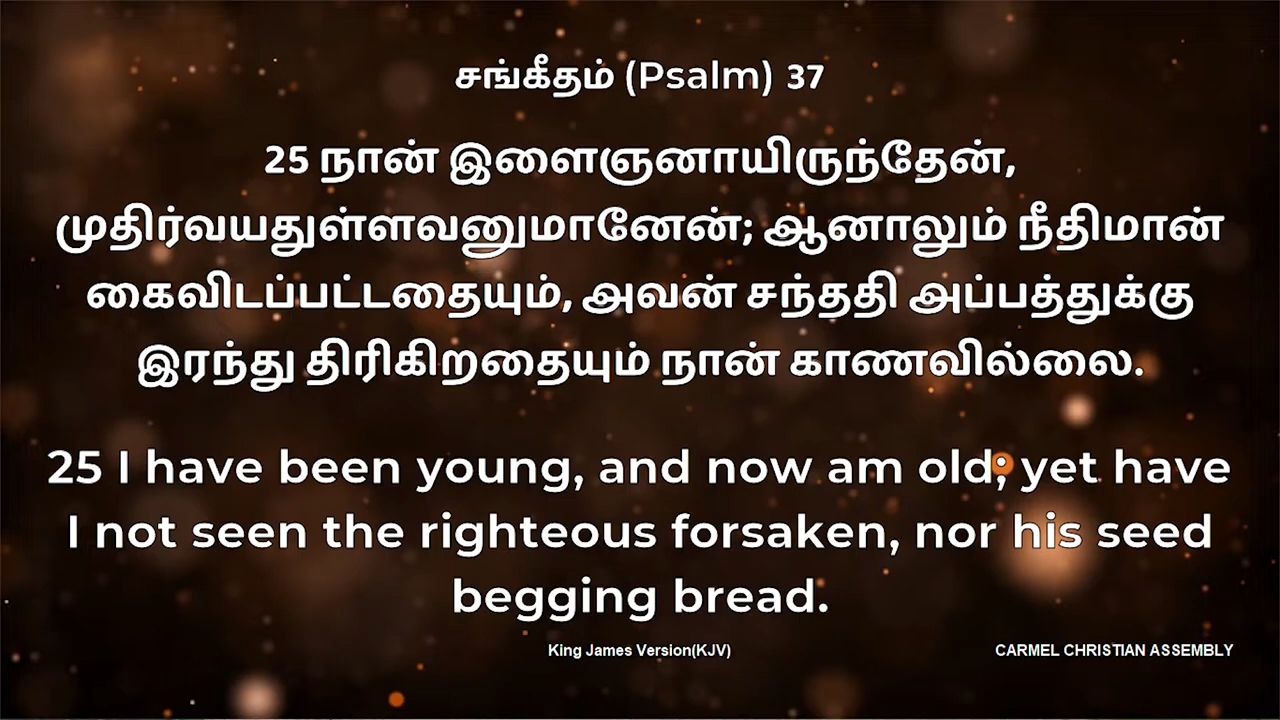 சங்கீதம் (Psalm) 37
25 நான் இளைஞனாயிருந்தேன்,
முதிர்வயதுள்ளவனுமானேன்; ஆனாலும் நீதிமான்
கைவிடப்பட்டதையும், அவன் சந்ததி அப்பத்துக்கு
இரந்து திரிகிறதையும் நான் காணவில்லை.
25 I have been young, and now am old; yet have
I not seen the righteous forsaken, nor his seed
begging bread.
King James Version(KJV)
CARMEL CHRISTIAN ASSEMBLY